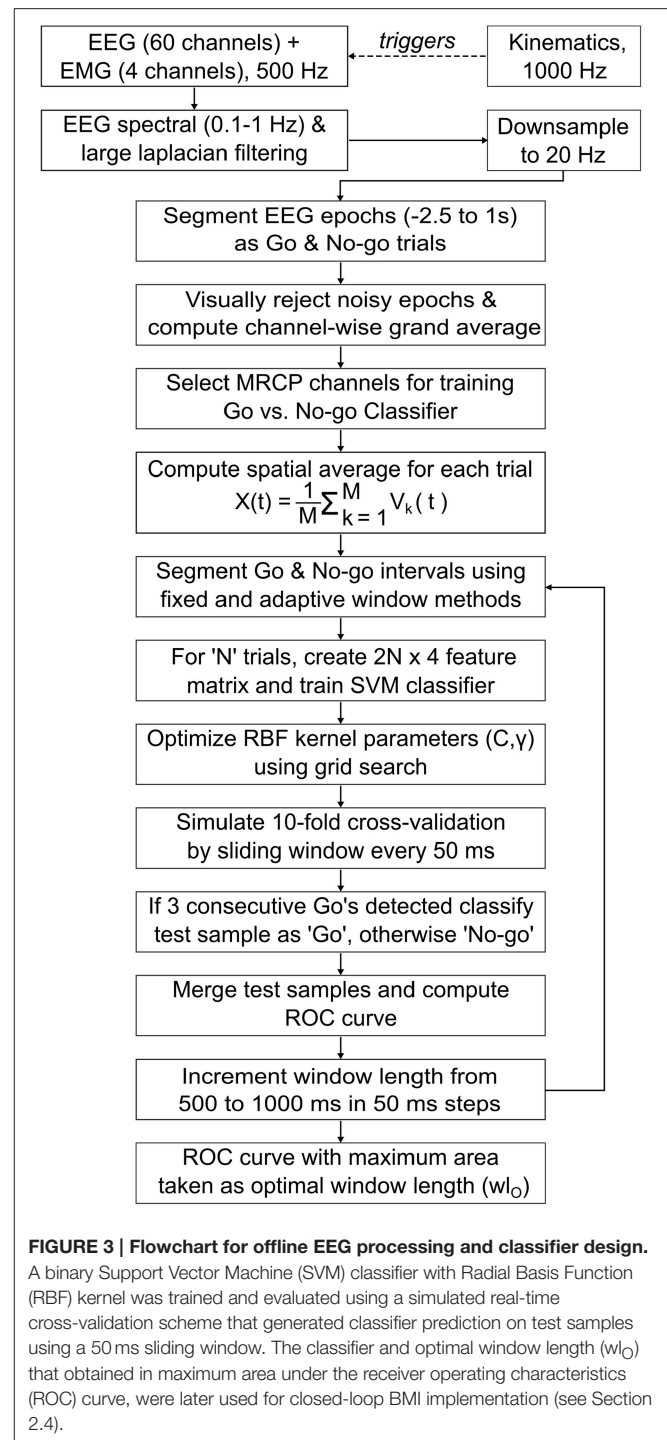 EEG (60 channels) +
EMG (4 channels), 500 Hz
triggers
Kinematics,
1000 Hz
EEG spectral (0.1-1 Hz) &
large laplacian filtering
Downsample
to 20 Hz
Segment EEG epochs (-2.5 to 1s)
as Go & No-go trials
Visually reject noisy epochs &
compute channel-wise grand average
Select MRCP channels for training
Go vs. No-go Classifier
Compute spatial average for each trial
X(t) = 1/M Σ M k = 1 Vk( t )
Segment Go & No-go intervals using
fixed and adaptive window methods
For 'N' trials, create 2N x 4 feature
matrix and train SVM classifier
Optimize RBF kernel parameters (C,γ)
using grid search
Simulate 10-fold cross-validation
by sliding window every 50 ms
If 3 consecutive Go's detected classify
test sample as 'Go', otherwise 'No-go'
Merge test samples and compute
ROC curve
Increment window length from
500 to 1000 ms in 50 ms steps
ROC curve with maximum area
taken as optimal window length (wlO)
FIGURE 3 | Flowchart for offline EEG processing and classifier design.
A binary Support Vector Machine (SVM) classifier with Radial Basis Function
(RBF) kernel was trained and evaluated using a simulated real-time
cross-validation scheme that generated classifier prediction on test samples
using a 50 ms sliding window. The classifier and optimal window length (wlO)
that obtained in maximum area under the receiver operating characteristics
(ROC) curve, were later used for closed-loop BMI implementation (see Section
2.4).